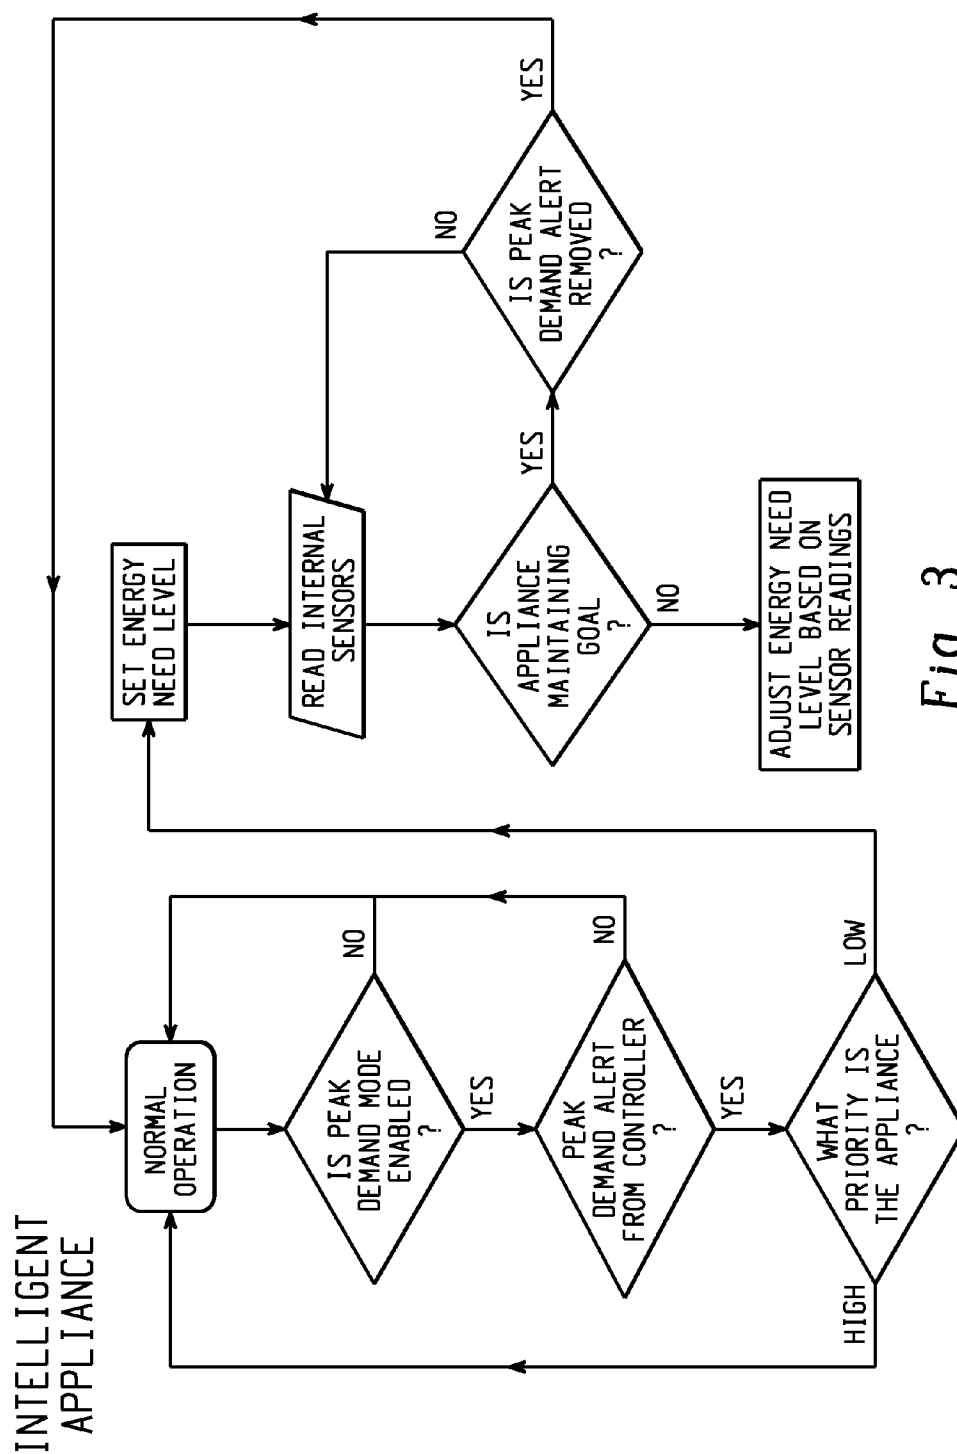 INTELLIGENT
APPLIANCE
NORMAL
OPERATION
IS PEAK
DEMAND MODE
ENABLED
?
NO
YES
PEAK
DEMAND ALERT
FROM CONTROLLER
?
NO
YES
WHAT
PRIORITY IS
THE APPLIANCE
?
HIGH
LOW
SET ENERGY
NEED LEVEL
READ INTERNAL
SENSORS
IS
APPLIANCE
MAINTAINING
GOAL
?
YES
NO
ADJUST ENERGY NEED
LEVEL BASED ON
SENSOR READINGS
IS PEAK
DEMAND ALERT
REMOVED
?
NO
YES
Fig. 3